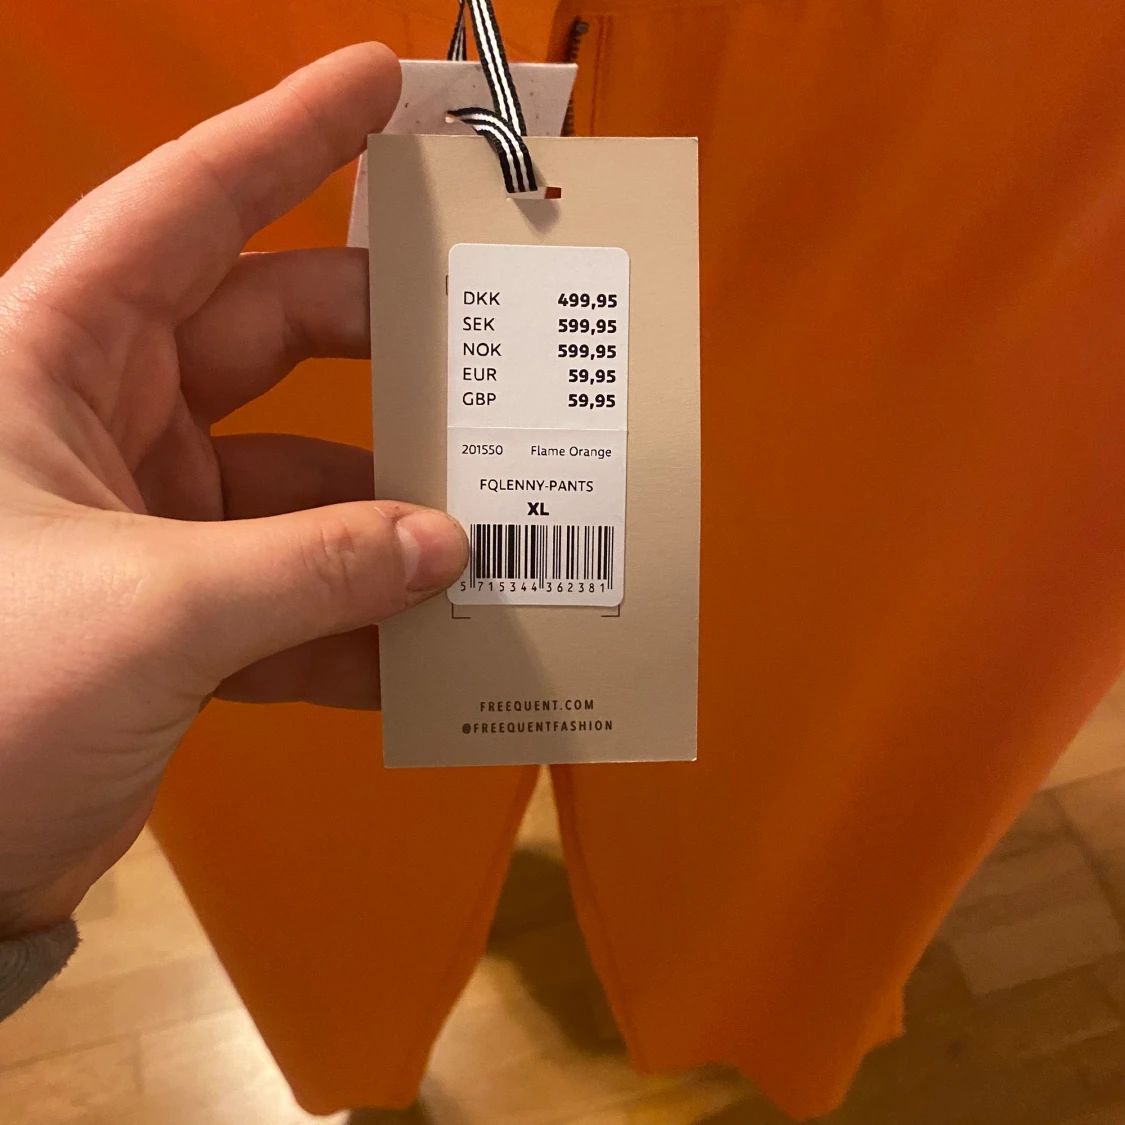 DKK 499,95
SEK 599,95
NOK 599,95
EUR 59,95
GBP 59,95
201550 Flame Orange
FQLENNY-PANTS
XL
5 715344 362381
FREEQUENT.COM
@FREEQUENTFASHION